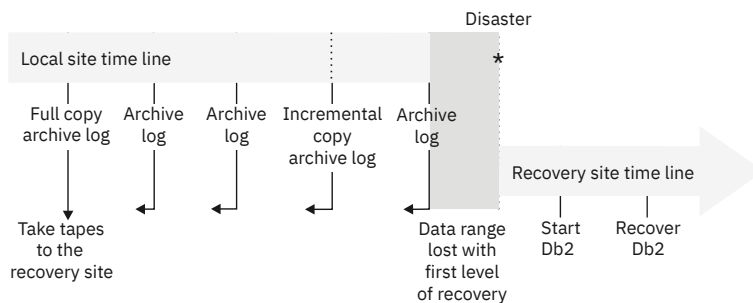 Disaster
Local site time line
*
Full copy
archive log
Archive
log
Archive
log
Incremental
copy
archive log
Archive
log
Recovery site time line
Take tapes
to the
recovery site
Data range
lost with
first level
of recovery
Start
Db2
Recover
Db2